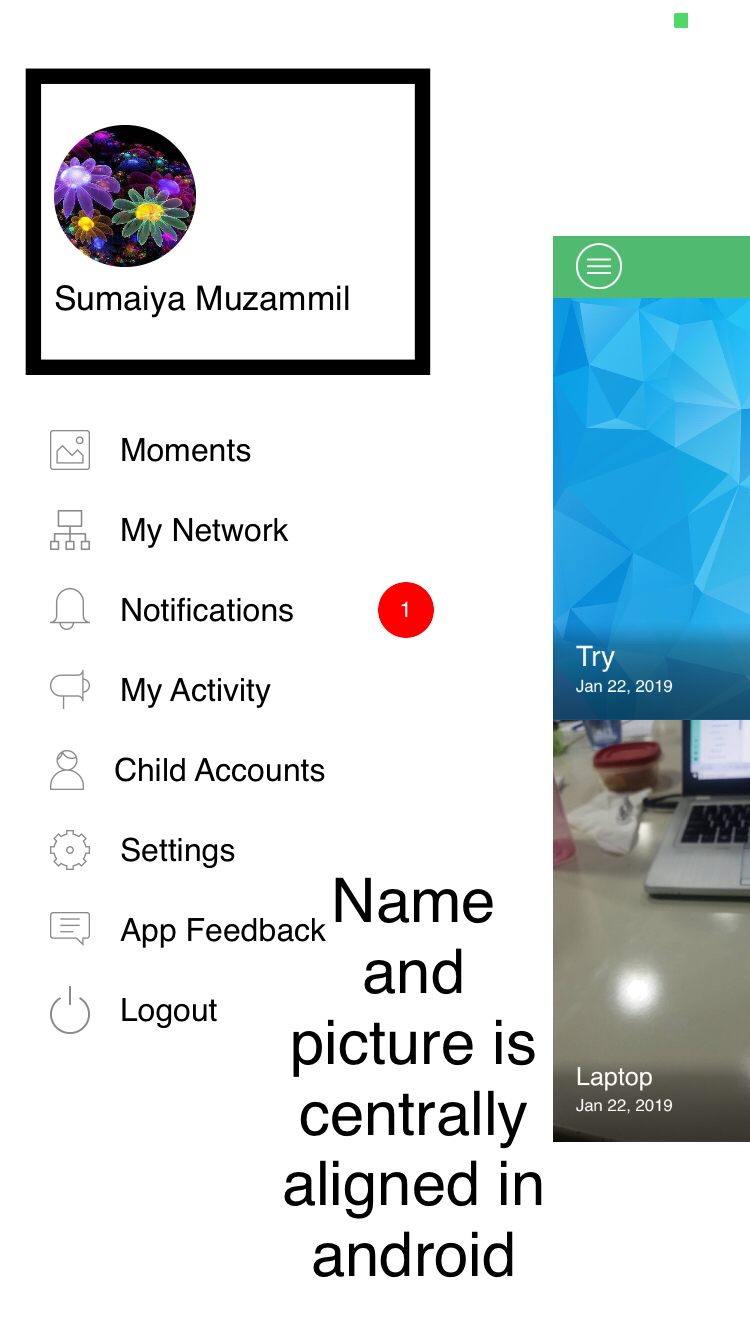 Sumaiya Muzammil
Moments
My Network
Notifications
1
My Activity
Child Accounts
Settings
App Feedback
Logout
Name
and
picture is
centrally
aligned in
android
Try
Jan 22, 2019
Laptop
Jan 22, 2019